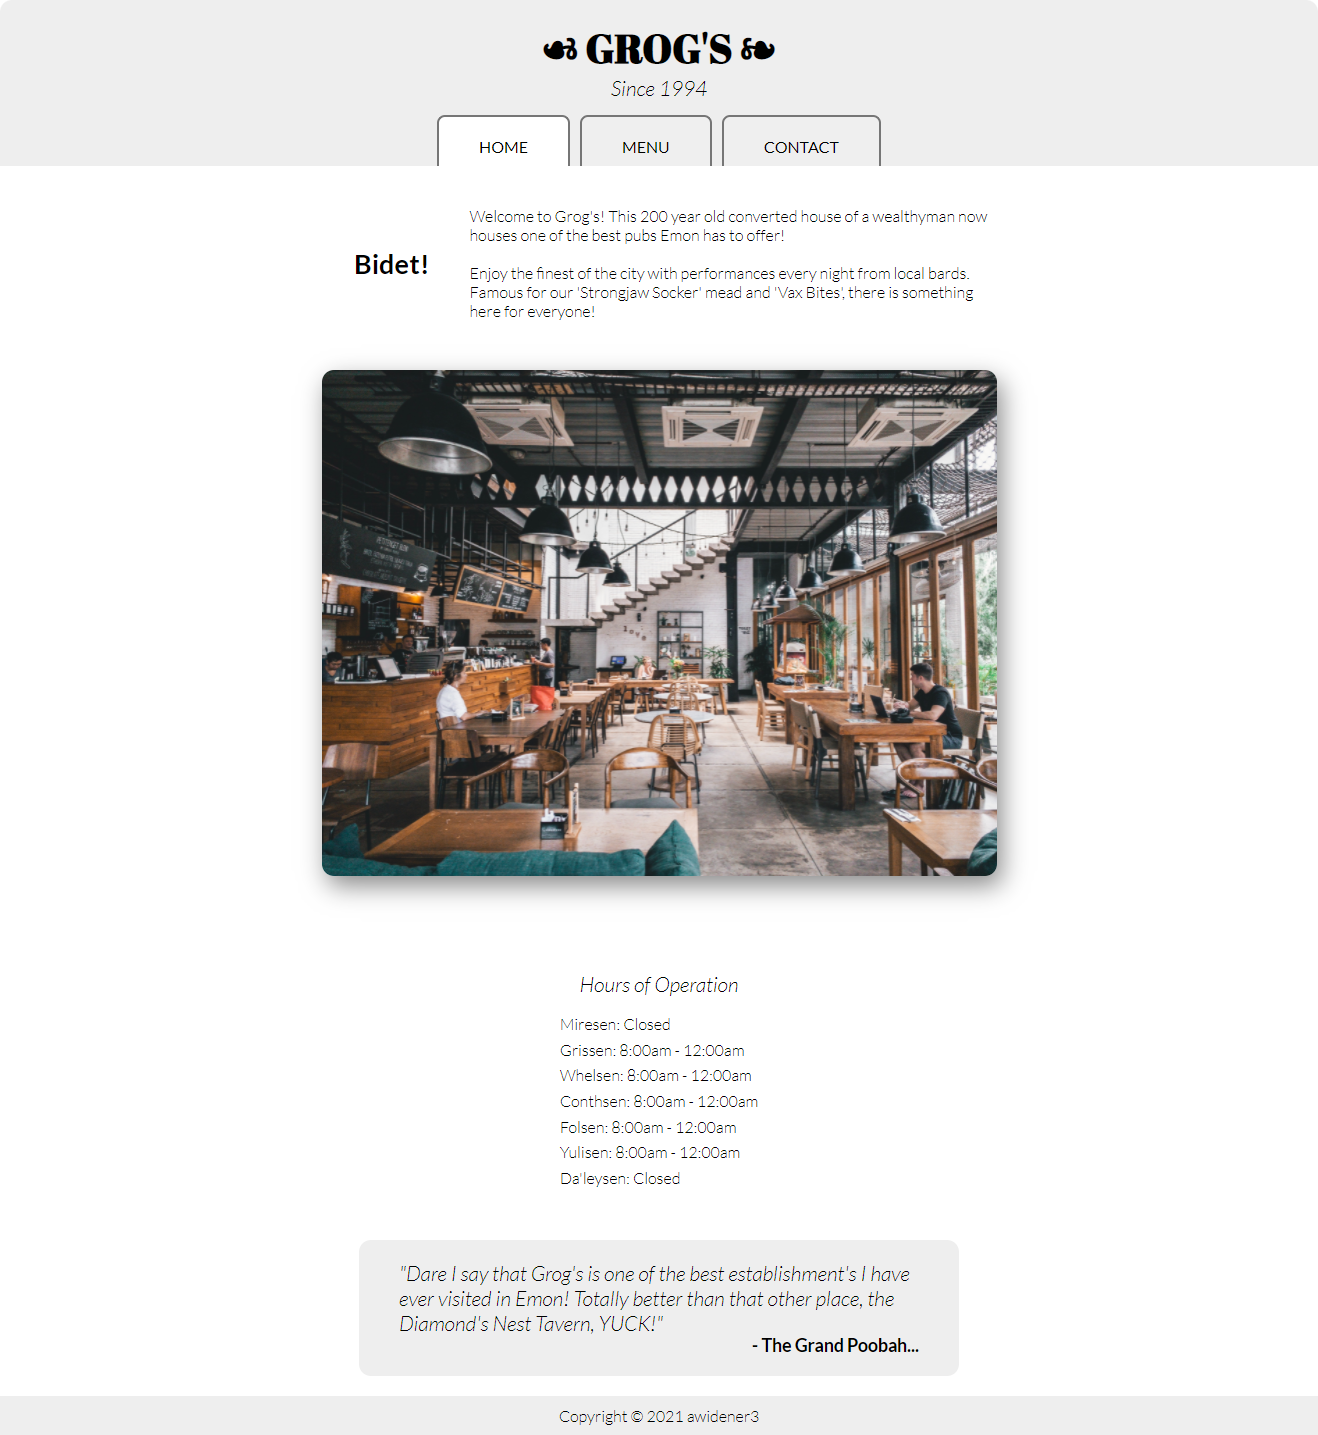 ☙ GROG'S ❧
Since 1994
HOME
MENU
CONTACT
Bidet!
Welcome to Grog's! This 200 year old converted house of a wealthyman now
houses one of the best pubs Emon has to offer!
Enjoy the finest of the city with performances every night from local bards.
Famous for our 'Strongjaw Socker' mead and 'Vax Bites', there is something
here for everyone!
Hours of Operation
Miresen: Closed
Grissen: 8:00am - 12:00am
Whelsen: 8:00am - 12:00am
Conthsen: 8:00am - 12:00am
Folsen: 8:00am - 12:00am
Yulisen: 8:00am - 12:00am
Da'leysen: Closed
"Dare I say that Grog's is one of the best establishment's I have
ever visited in Emon! Totally better than that other place, the
Diamond's Nest Tavern, YUCK!"
- The Grand Poobah...
Copyright © 2021 awidener3